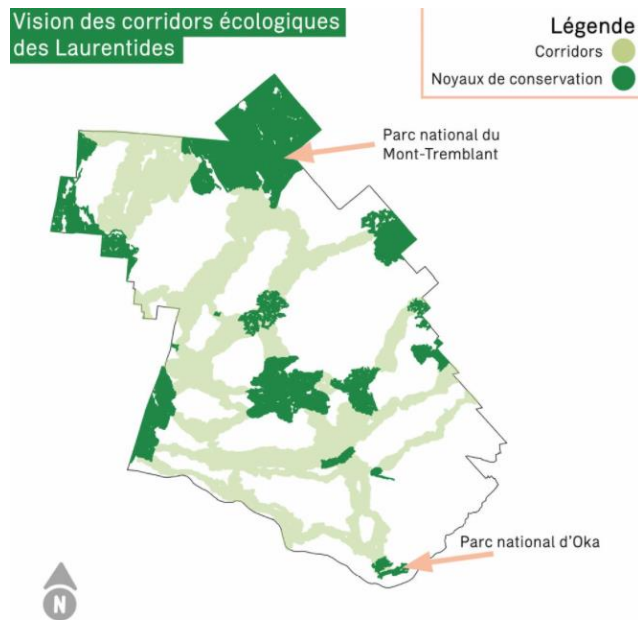 Vision des corridors écologiques
des Laurentides
Légende
Corridors
Noyaux de conservation
Parc national du
Mont-Tremblant
Parc national d'Oka
N